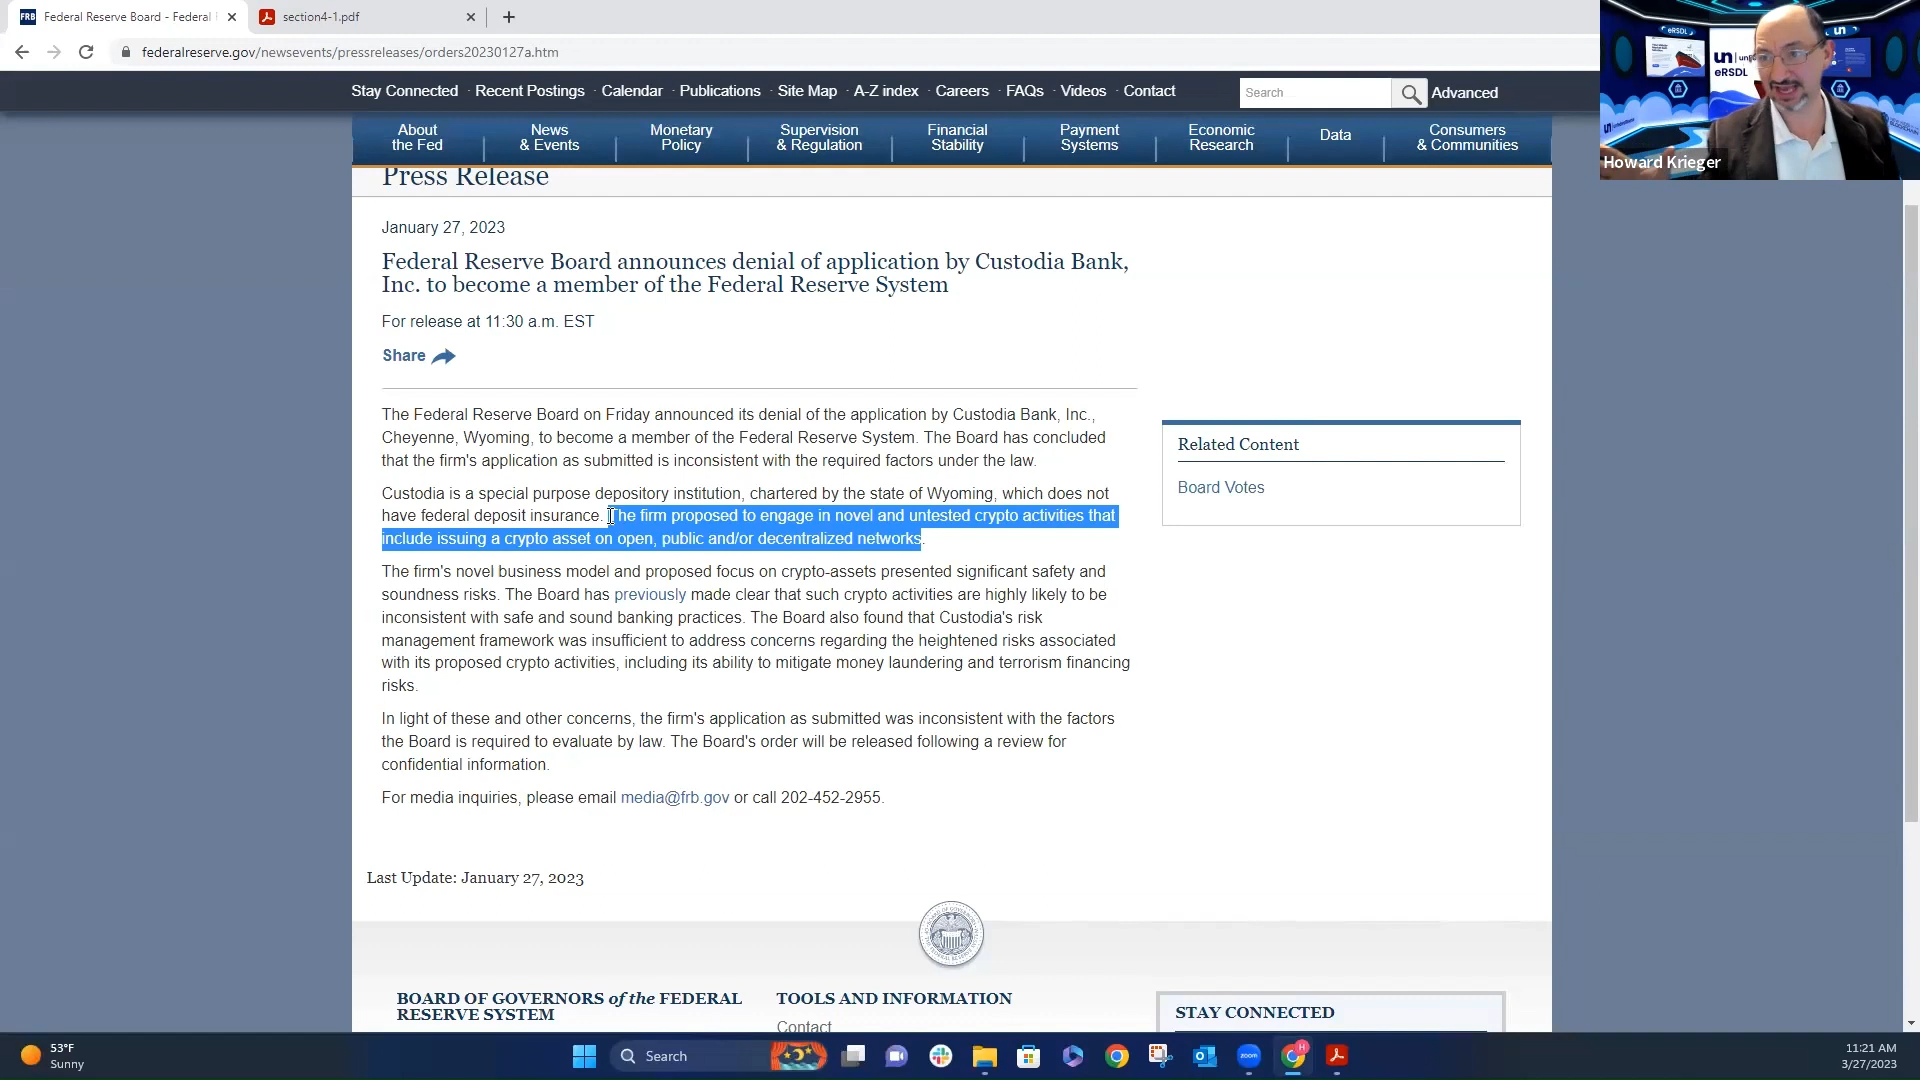 FRB Federal Reserve Board - Federal
section4-1.pdf
federalreserve.gov/newsevents/pressreleases/orders20230127a.htm
Stay Connected · Recent Postings · Calendar · Publications · Site Map · A-Z index · Careers · FAQs · Videos · Contact
Search
Advanced
About
the Fed
News
& Events
Monetary
Policy
Supervision
& Regulation
Financial
Stability
Payment
Systems
Economic
Research
Data
Consumers
& Communities
eRSDL
un
eRSDL
un
Howard Krieger
Press Release
January 27, 2023
Federal Reserve Board announces denial of application by Custodia Bank,
Inc. to become a member of the Federal Reserve System
For release at 11:30 a.m. EST
Share
The Federal Reserve Board on Friday announced its denial of the application by Custodia Bank, Inc.,
Cheyenne, Wyoming, to become a member of the Federal Reserve System. The Board has concluded
that the firm's application as submitted is inconsistent with the required factors under the law.
Custodia is a special purpose depository institution, chartered by the state of Wyoming, which does not
have federal deposit insurance. The firm proposed to engage in novel and untested crypto activities that
include issuing a crypto asset on open, public and/or decentralized networks.
The firm's novel business model and proposed focus on crypto-assets presented significant safety and
soundness risks. The Board has previously made clear that such crypto activities are highly likely to be
inconsistent with safe and sound banking practices. The Board also found that Custodia's risk
management framework was insufficient to address concerns regarding the heightened risks associated
with its proposed crypto activities, including its ability to mitigate money laundering and terrorism financing
risks.
In light of these and other concerns, the firm's application as submitted was inconsistent with the factors
the Board is required to evaluate by law. The Board's order will be released following a review for
confidential information.
For media inquiries, please email media@frb.gov or call 202-452-2955.
Related Content
Board Votes
Last Update: January 27, 2023
BOARD OF GOVERNORS of the FEDERAL
RESERVE SYSTEM
TOOLS AND INFORMATION
Contact
STAY CONNECTED
53°F
Sunny
Search
zoom
H
11:21 AM
3/27/2023